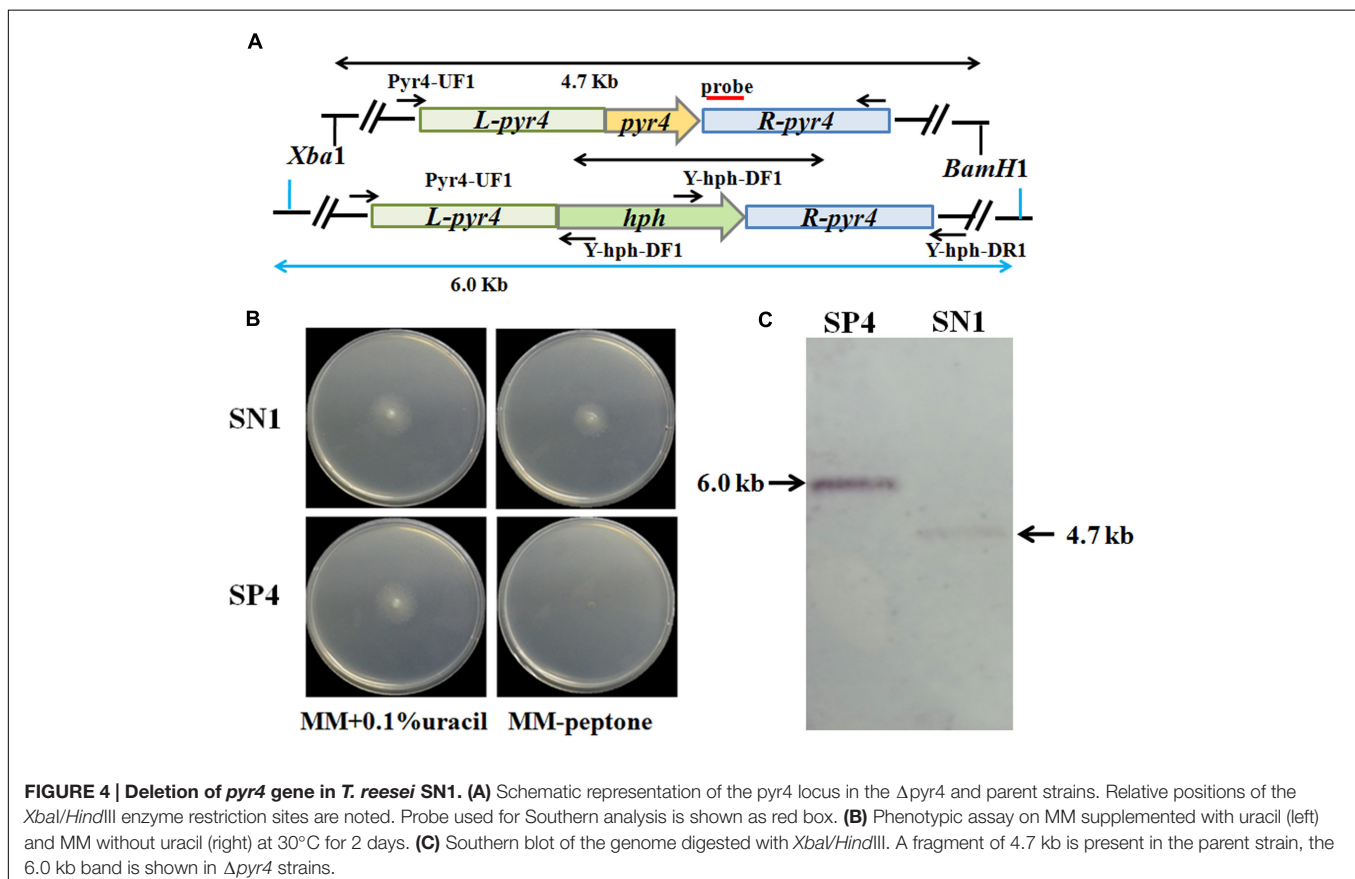 A
Pyr4-UF1
4.7 Kb
probe
L-pyr4
pyr4
R-pyr4
Xba1
BamH1
Pyr4-UF1
Y-hph-DF1
L-pyr4
hph
R-pyr4
Y-hph-DF1
Y-hph-DR1
6.0 Kb
B
C
SP4 SN1
SN1
6.0 kb
4.7 kb
SP4
MM+0.1%uracil
MM-peptone
FIGURE 4 | Deletion of pyr4 gene in T. reesei SN1. (A) Schematic representation of the pyr4 locus in the Δpyr4 and parent strains. Relative positions of the
XbaI/HindIII enzyme restriction sites are noted. Probe used for Southern analysis is shown as red box. (B) Phenotypic assay on MM supplemented with uracil (left)
and MM without uracil (right) at 30°C for 2 days. (C) Southern blot of the genome digested with XbaI/HindIII. A fragment of 4.7 kb is present in the parent strain, the
6.0 kb band is shown in Δpyr4 strains.